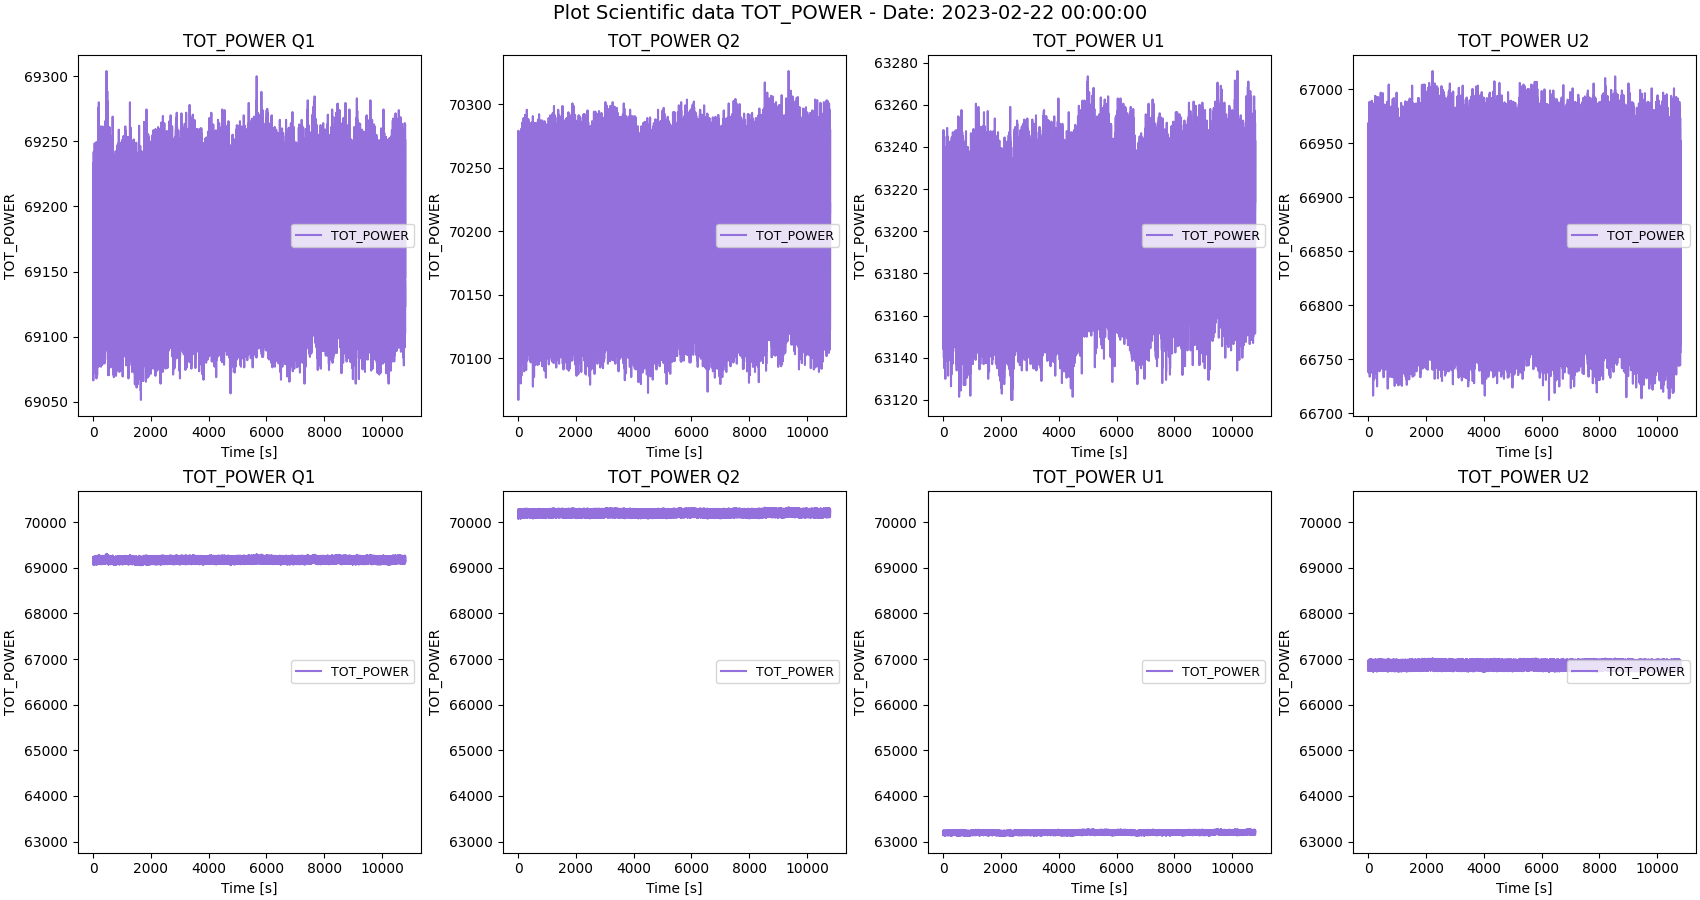 Plot Scientific data TOT_POWER - Date: 2023-02-22 00:00:00
TOT_POWER Q1
TOT_POWER
69300
69250
69200
69150
69100
69050
TOT_POWER
0 2000 4000 6000 8000 10000
Time [s]
TOT_POWER Q2
TOT_POWER
70300
70250
70200
70150
70100
TOT_POWER
0 2000 4000 6000 8000 10000
Time [s]
TOT_POWER U1
TOT_POWER
63280
63260
63240
63220
63200
63180
63160
63140
63120
TOT_POWER
0 2000 4000 6000 8000 10000
Time [s]
TOT_POWER U2
TOT_POWER
67000
66950
66900
66850
66800
66750
66700
TOT_POWER
0 2000 4000 6000 8000 10000
Time [s]
TOT_POWER Q1
TOT_POWER
70000
69000
68000
67000
66000
65000
64000
63000
TOT_POWER
0 2000 4000 6000 8000 10000
Time [s]
TOT_POWER Q2
TOT_POWER
70000
69000
68000
67000
66000
65000
64000
63000
TOT_POWER
0 2000 4000 6000 8000 10000
Time [s]
TOT_POWER U1
TOT_POWER
70000
69000
68000
67000
66000
65000
64000
63000
TOT_POWER
0 2000 4000 6000 8000 10000
Time [s]
TOT_POWER U2
TOT_POWER
70000
69000
68000
67000
66000
65000
64000
63000
TOT_POWER
0 2000 4000 6000 8000 10000
Time [s]